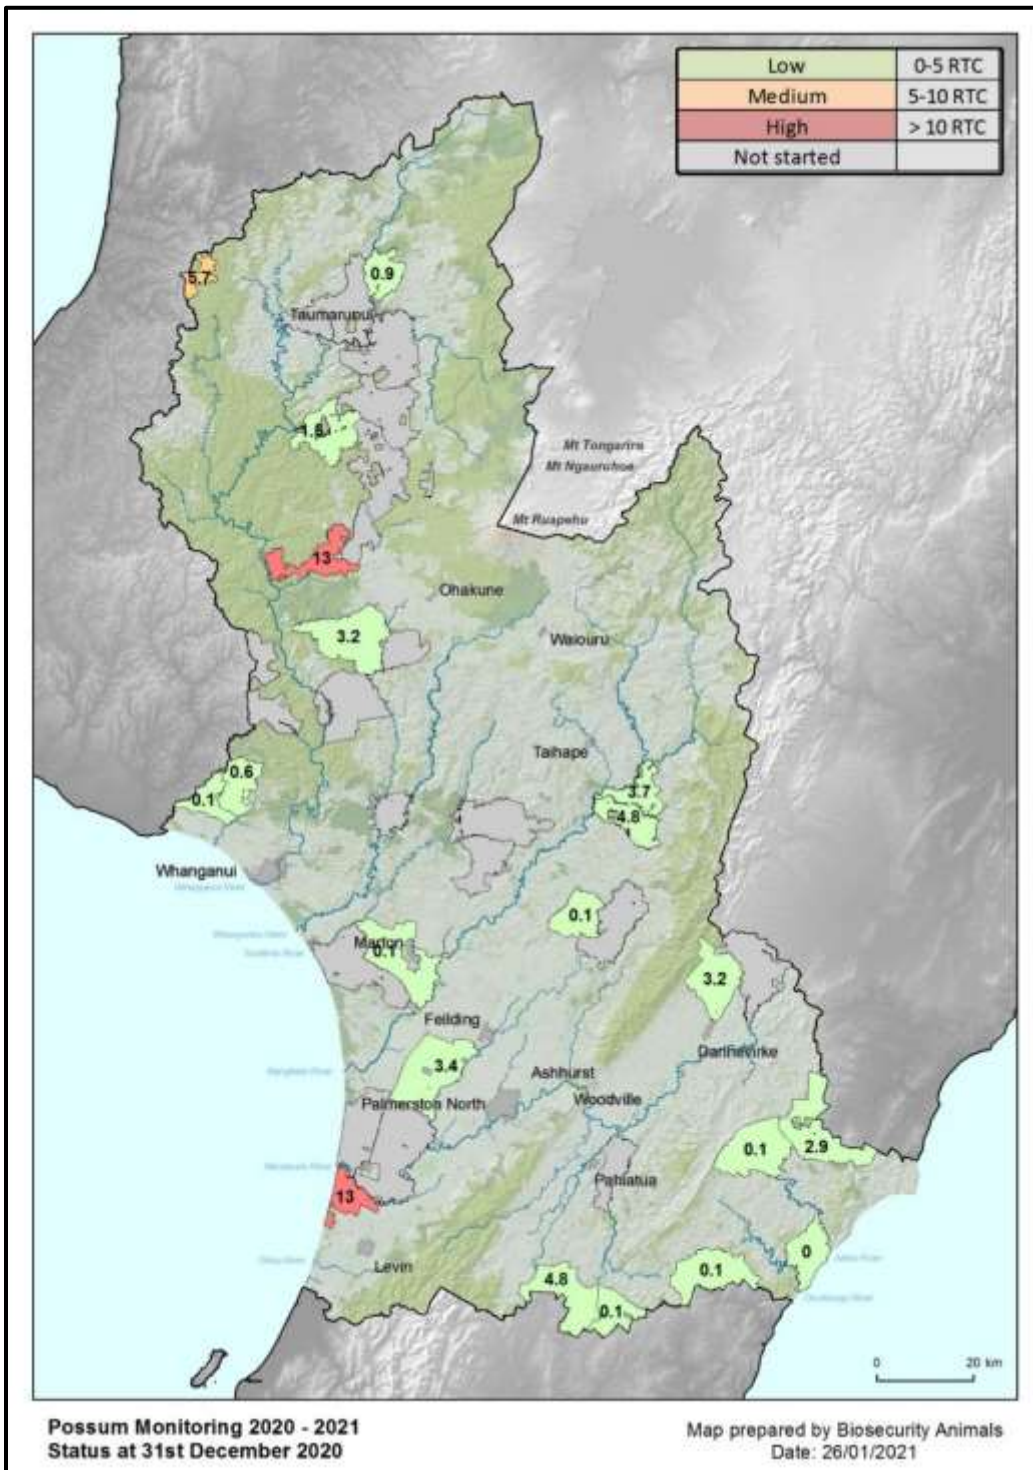 Low 0-5 RTC
Medium 5-10 RTC
High > 10 RTC
Not started
5.7
0.9
Taumarunui
1.8
Mt Tongariro
Mt Ngauruhoe
Mt Ruapehu
13
Ohakune
3.2
Waiouru
Taihape
0.6
0.1
3.7
4.8
Whanganui
0.1
Marton
0.1
3.2
Feilding
Dannevirke
3.4
Ashhurst
Woodville
Palmerston North
0.1
2.9
Pahiatua
13
0
Levin
4.8
0.1
0.1
0 20 km
Possum Monitoring 2020 - 2021
Status at 31st December 2020
Map prepared by Biosecurity Animals
Date: 26/01/2021